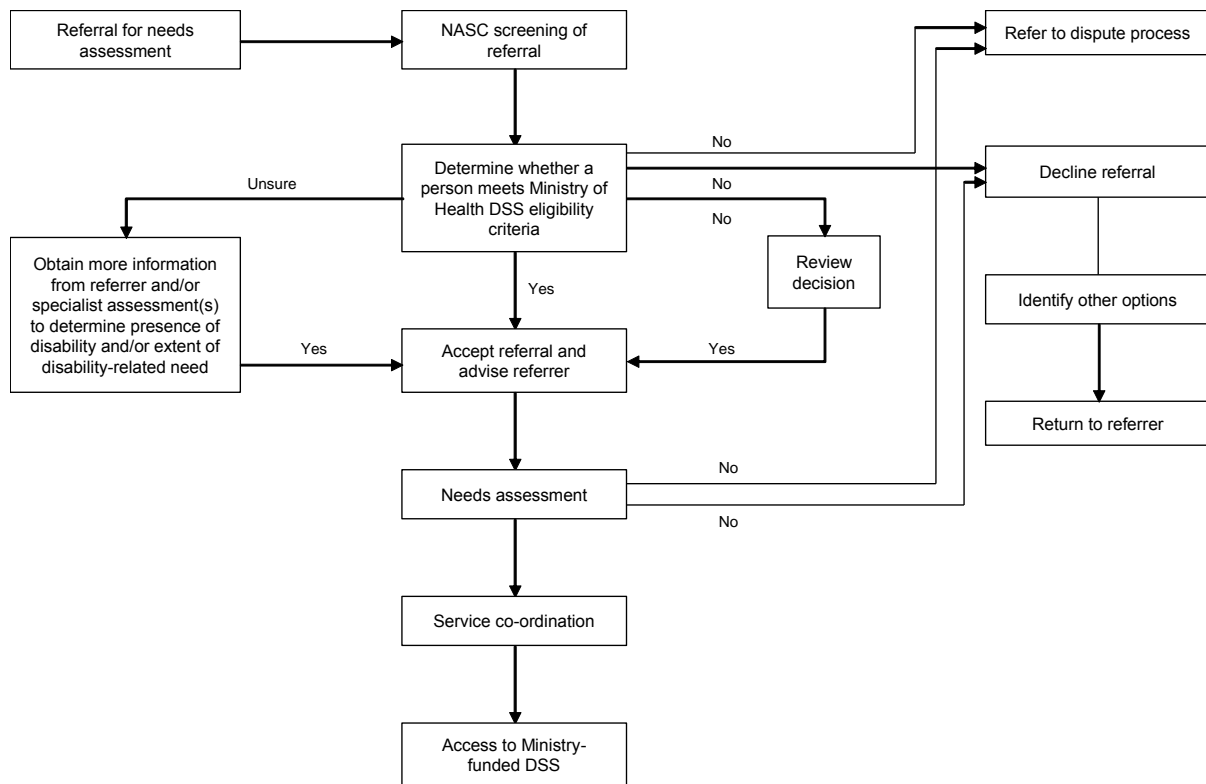 Referral for needs
assessment
NASC screening of
referral
Refer to dispute process
No
Determine whether a
person meets Ministry of
Health DSS eligibility
criteria
Unsure
No
No
Decline referral
Obtain more information
from referrer and/or
specialist assessment(s)
to determine presence of
disability and/or extent of
disability-related need
Review
decision
Yes
Identify other options
Yes
Accept referral and
advise referrer
Yes
Return to referrer
Needs assessment
No
No
Service co-ordination
Access to Ministry-
funded DSS